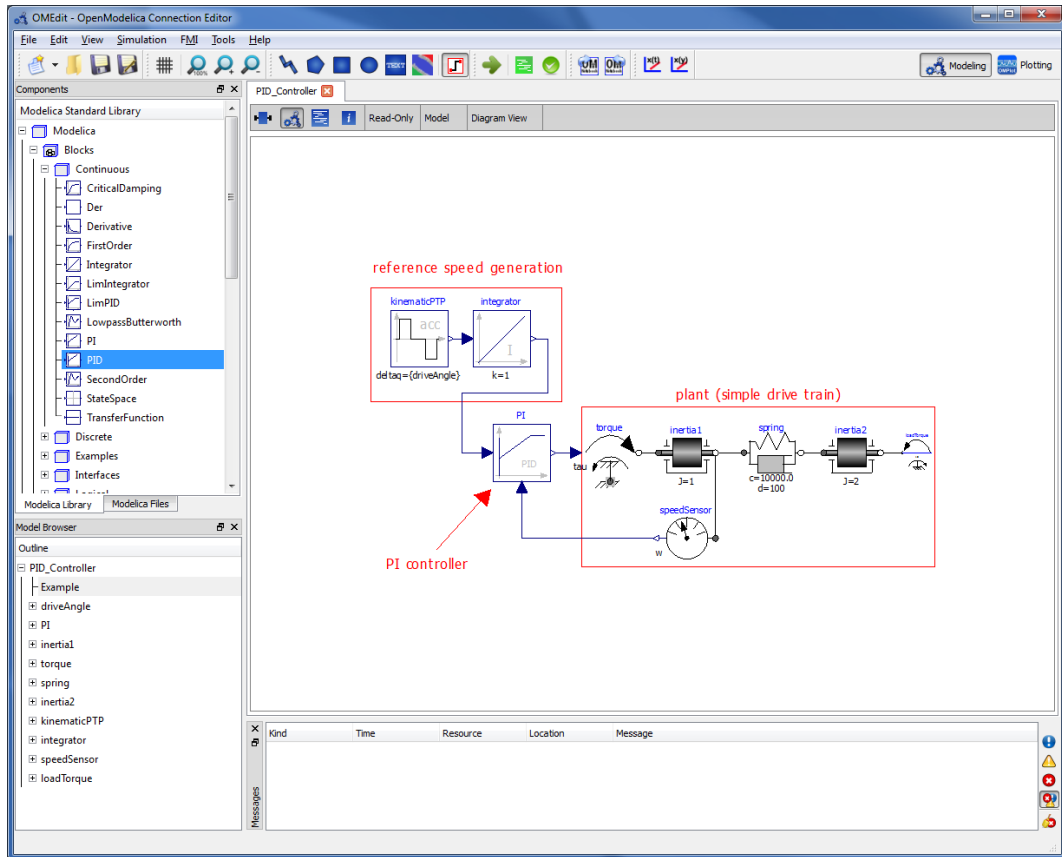 OMEdit - OpenModelica Connection Editor
File Edit View Simulation FMI Tools Help
100% TEXT x(t) x(y) Modeling Plotting
Components
Modelica Standard Library
Modelica
Blocks
Continuous
CriticalDamping
Der
Derivative
FirstOrder
Integrator
LimIntegrator
LimPID
LowpassButterworth
PI
PID
SecondOrder
StateSpace
TransferFunction
Discrete
Examples
Interfaces
Logical
Modelica Library Modelica Files
Model Browser
Outline
PID_Controller
Example
driveAngle
PI
inertia1
torque
spring
inertia2
kinematicPTP
integrator
speedSensor
loadTorque
PID_Controller
Read-Only Model Diagram View
reference speed generation
kinematicPTP integrator
acc
I
deltaq={driveAngle} k=1
plant (simple drive train)
PI
PID
torque inertia1 spring inertia2 loadTorque
tau
J=1 c=10000.0 J=2
d=100
speedSensor
w
PI controller
Messages
Kind Time Resource Location Message